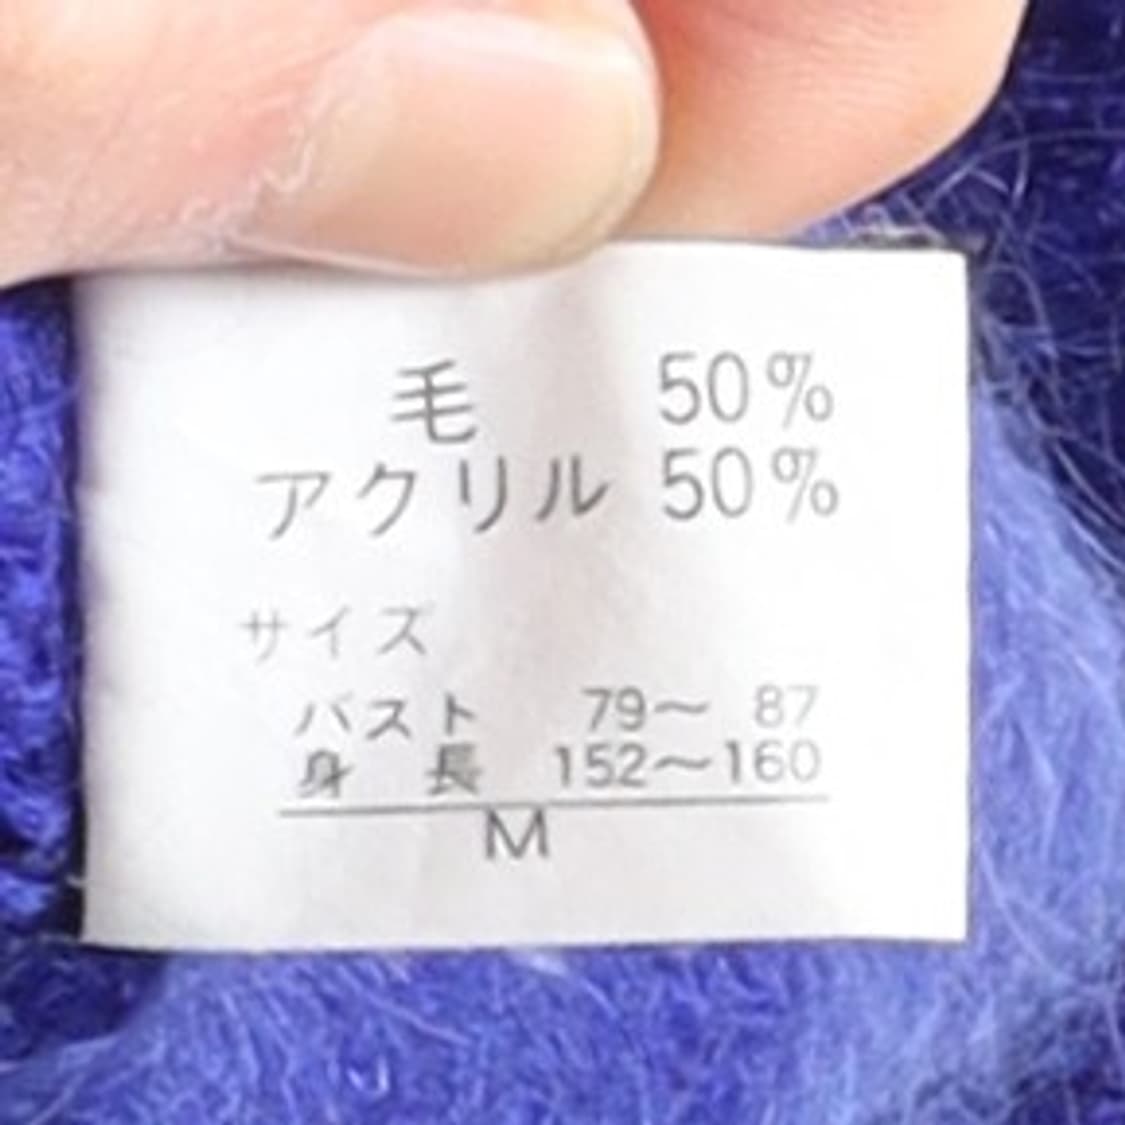 毛 50%
アクリル 50%
サイズ
バスト 79〜 87
身 長 152〜160
M